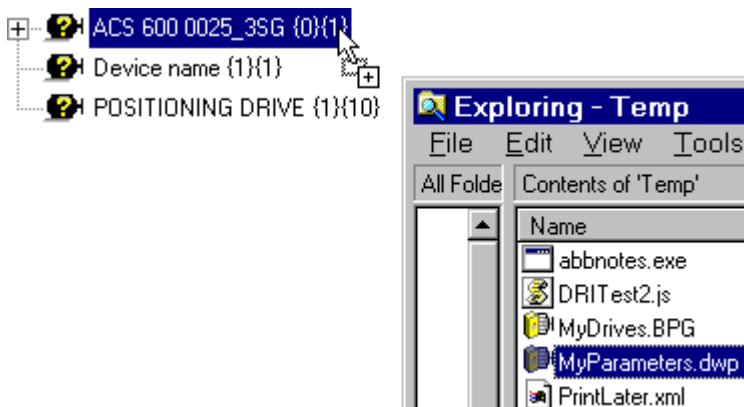 ACS 600 0025_3SG {0}{1}
Device name {1}{1}
POSITIONING DRIVE {1}{10}
Exploring - Temp
File Edit View Tools
All Folde Contents of 'Temp'
Name
abbnotes.exe
DRITest2.js
MyDrives.BPG
MyParameters.dwp
PrintLater.xml